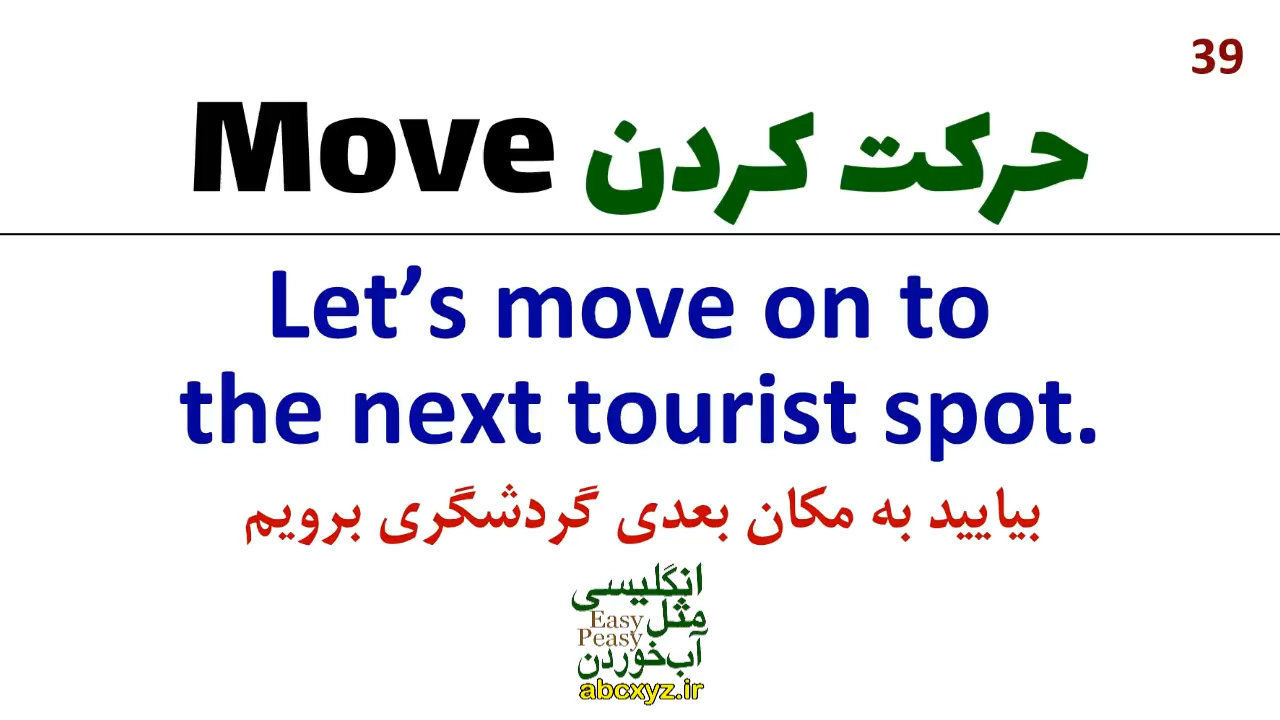 39
Move حرکت کردن
Let’s move on to
the next tourist spot.
بیایید به مکان بعدی گردشگری برویم
انگلیسی
مثل
Easy
Peasy
آب‌خوردن
abcxyz.ir